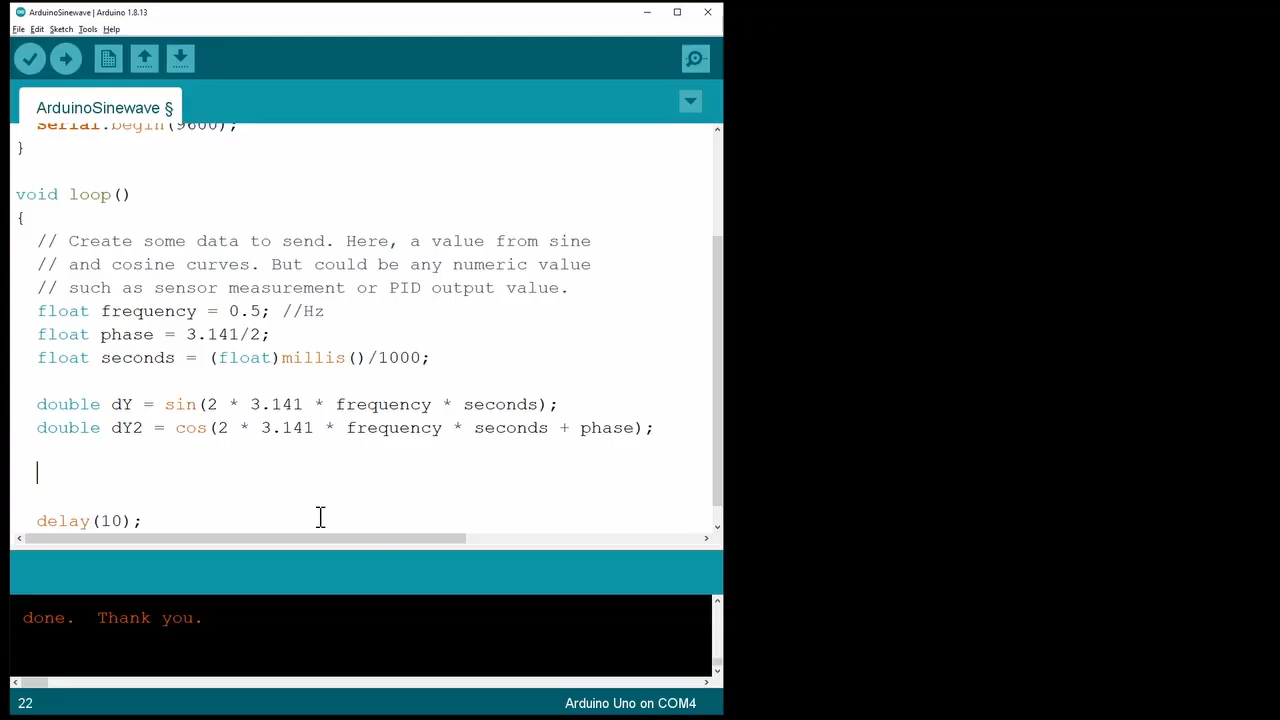 ArduinoSinewave | Arduino 1.8.13
File Edit Sketch Tools Help
ArduinoSinewave §
Serial.begin(9600);
}
void loop()
{
// Create some data to send. Here, a value from sine
// and cosine curves. But could be any numeric value
// such as sensor measurement or PID output value.
float frequency = 0.5; //Hz
float phase = 3.141/2;
float seconds = (float)millis()/1000;
double dY = sin(2 * 3.141 * frequency * seconds);
double dY2 = cos(2 * 3.141 * frequency * seconds + phase);
delay(10);
done.  Thank you.
22 Arduino Uno on COM4